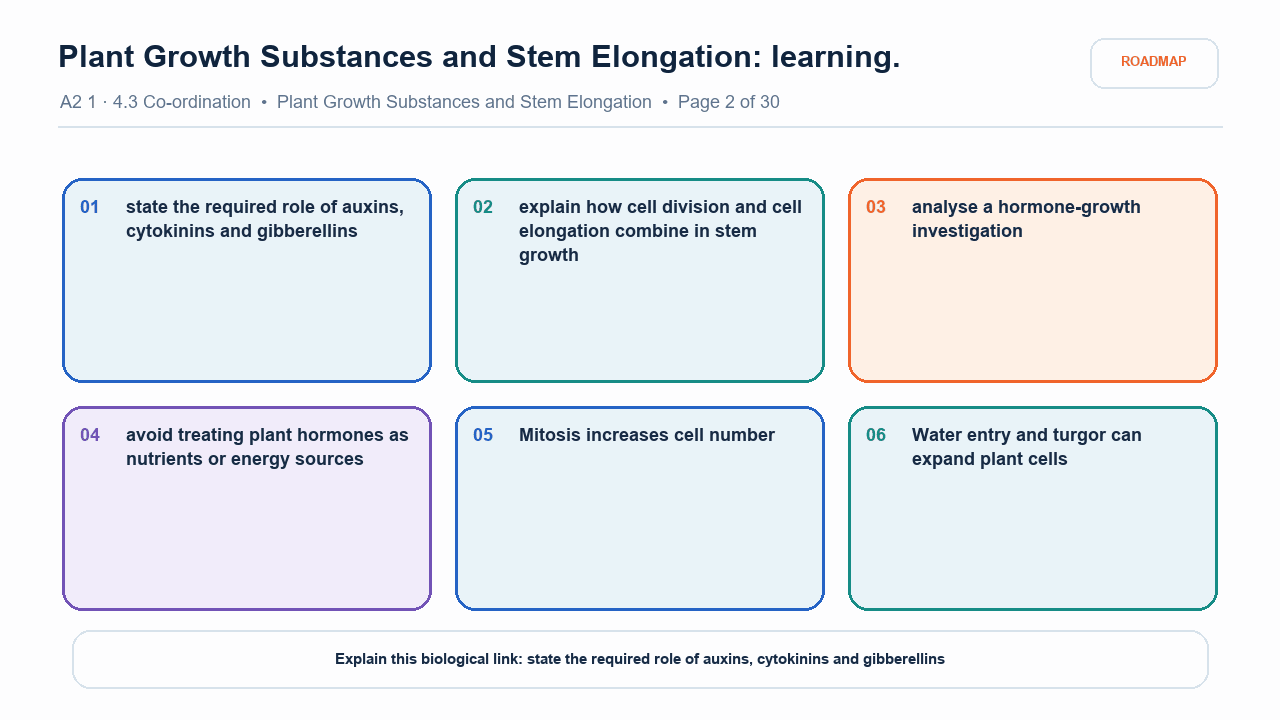 Plant Growth Substances and Stem Elongation: learning.
ROADMAP
A2 1 · 4.3 Co-ordination • Plant Growth Substances and Stem Elongation • Page 2 of 30
01 state the required role of auxins,
cytokinins and gibberellins
02 explain how cell division and cell
elongation combine in stem
growth
03 analyse a hormone-growth
investigation
04 avoid treating plant hormones as
nutrients or energy sources
05 Mitosis increases cell number
06 Water entry and turgor can
expand plant cells
Explain this biological link: state the required role of auxins, cytokinins and gibberellins